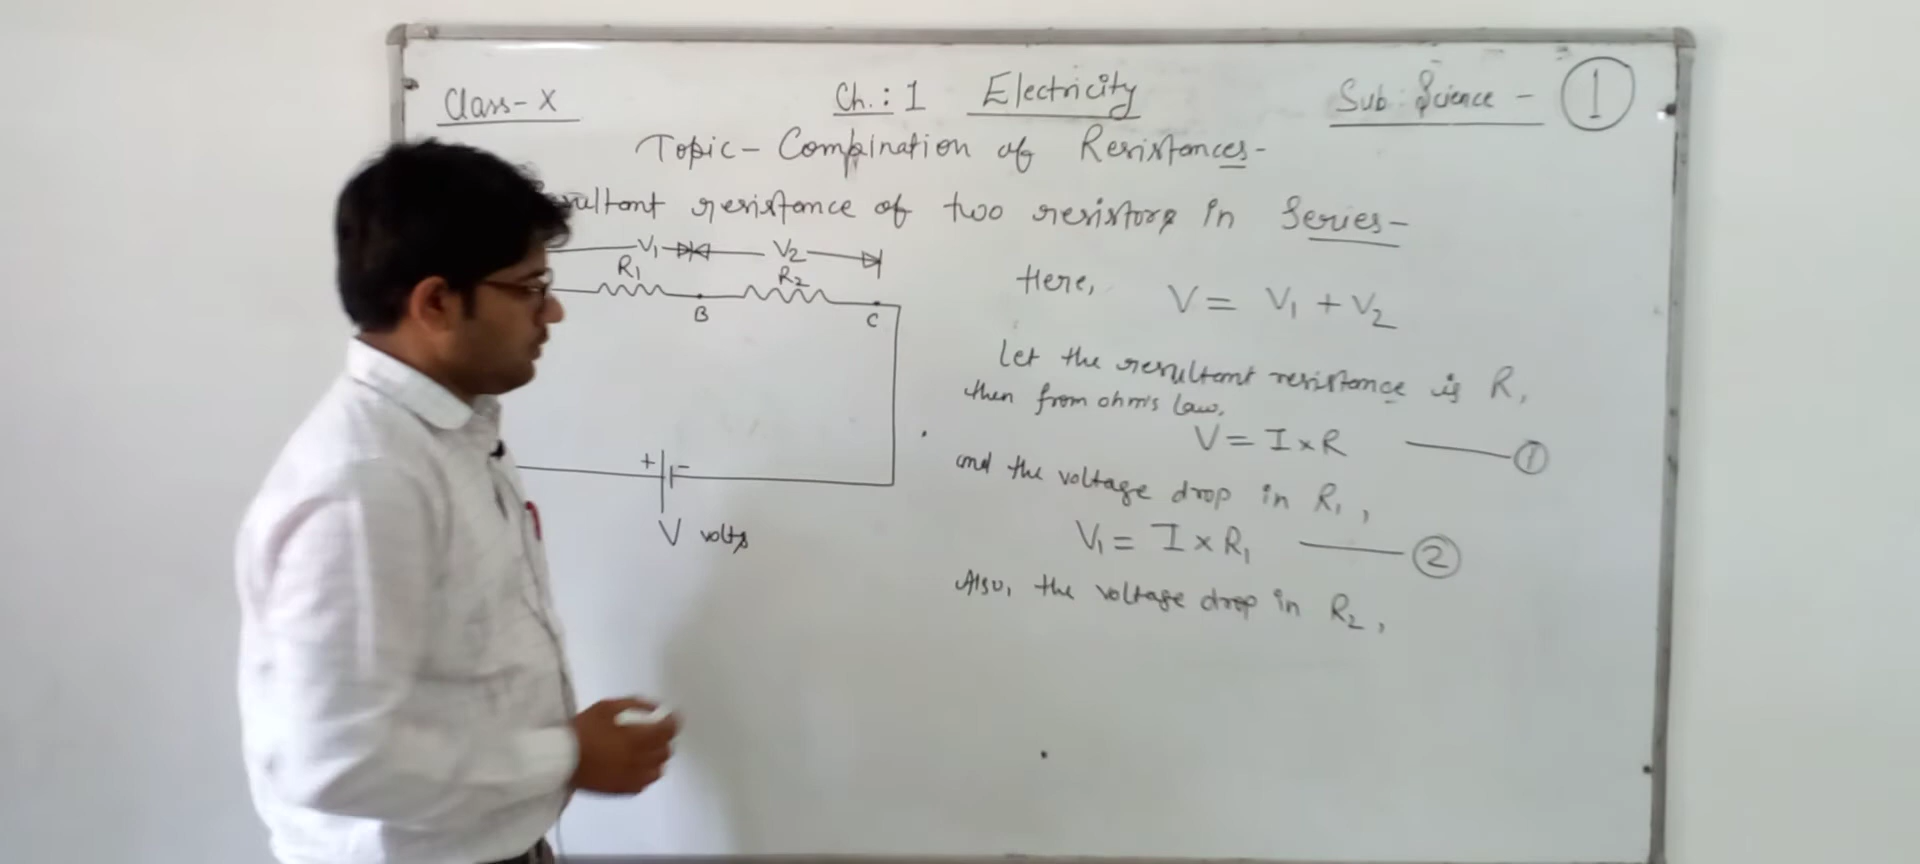 Class-X
Ch.: 1 Electricity
Sub: Science - 1
Topic- Combination of Resistances-
resistance of two resistors in Series-
V1 V2
R1 R2
B C
+ -
V volts
Here, V = V1 + V2
Let the resultant resistance is R,
then from ohm's law,
V = I × R 1
and the voltage drop in R1,
V1 = I × R1 2
Also, the voltage drop in R2,